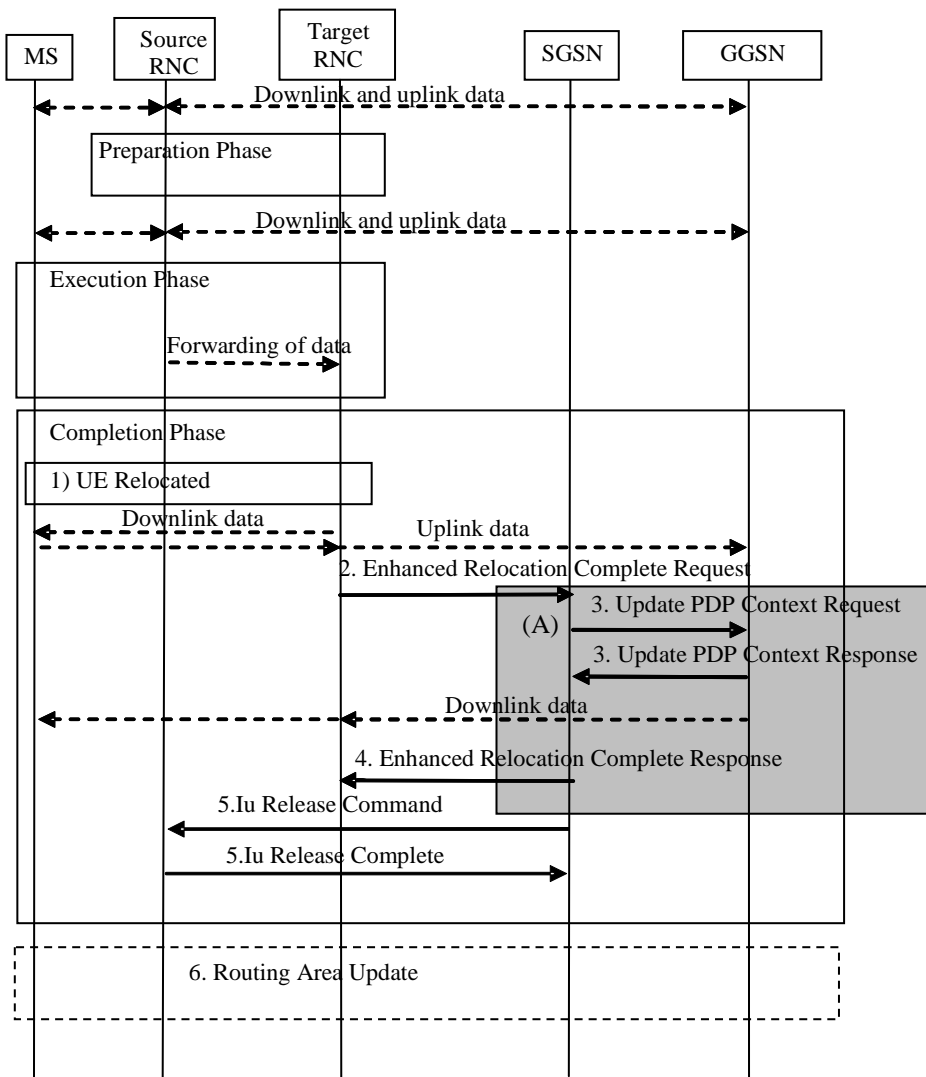 MS
Source
RNC
Target
RNC
SGSN
GGSN
Downlink and uplink data
Preparation Phase
Downlink and uplink data
Execution Phase
Forwarding of data
Completion Phase
1) UE Relocated
Downlink data
Uplink data
2. Enhanced Relocation Complete Request
3. Update PDP Context Request
(A)
3. Update PDP Context Response
Downlink data
4. Enhanced Relocation Complete Response
5.Iu Release Command
5.Iu Release Complete
6. Routing Area Update